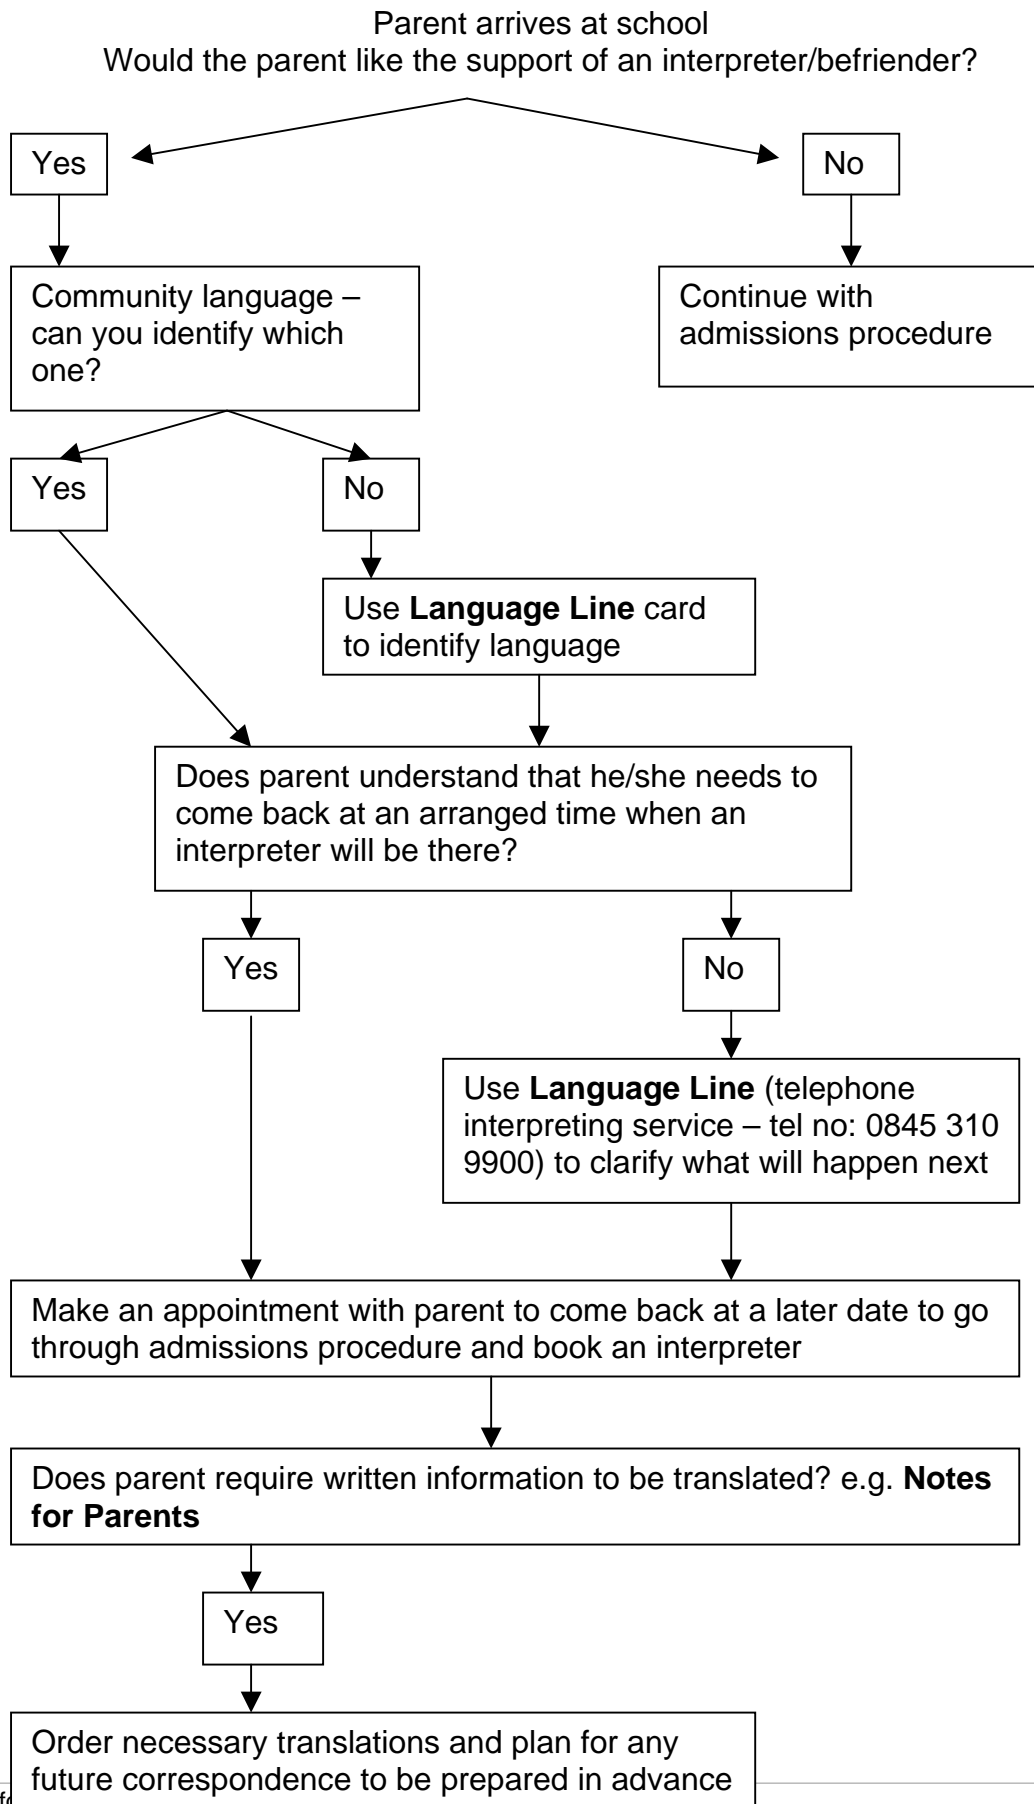 Parent arrives at school
Would the parent like the support of an interpreter/befriender?
Yes
No
Community language –
can you identify which
one?
Continue with
admissions procedure
Yes
No
Use Language Line card
to identify language
Does parent understand that he/she needs to
come back at an arranged time when an
interpreter will be there?
Yes
No
Use Language Line (telephone
interpreting service – tel no: 0845 310
9900) to clarify what will happen next
Make an appointment with parent to come back at a later date to go
through admissions procedure and book an interpreter
Does parent require written information to be translated? e.g. Notes
for Parents
Yes
Order necessary translations and plan for any
future correspondence to be prepared in advance